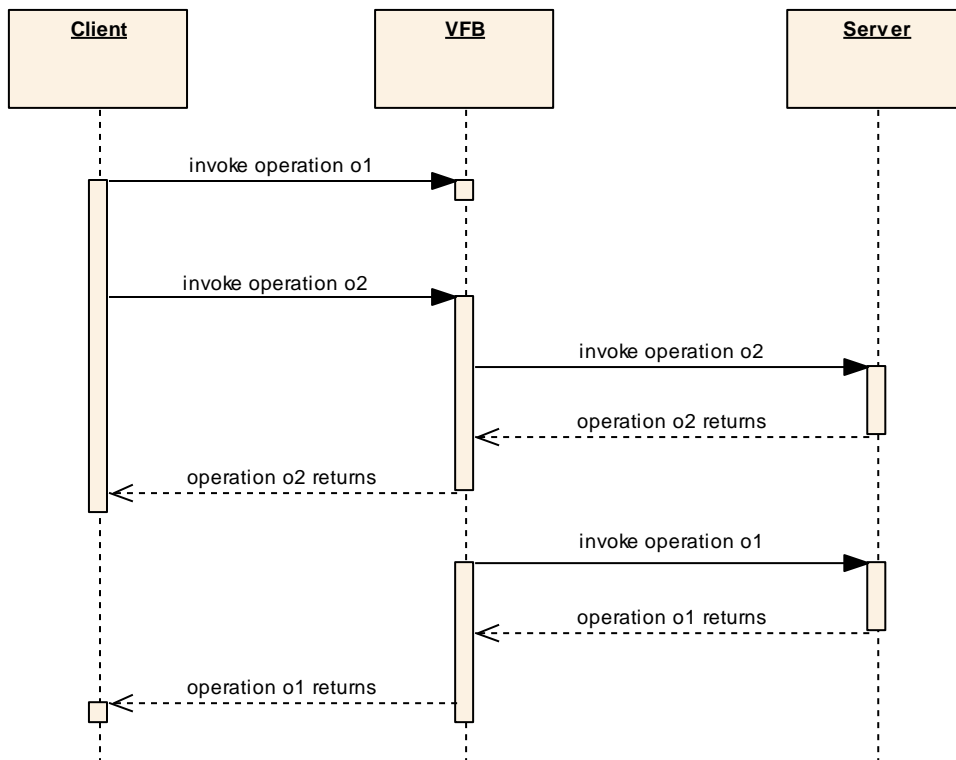 Client
VFB
Server
invoke operation o1
invoke operation o2
invoke operation o2
operation o2 returns
operation o2 returns
invoke operation o1
operation o1 returns
operation o1 returns